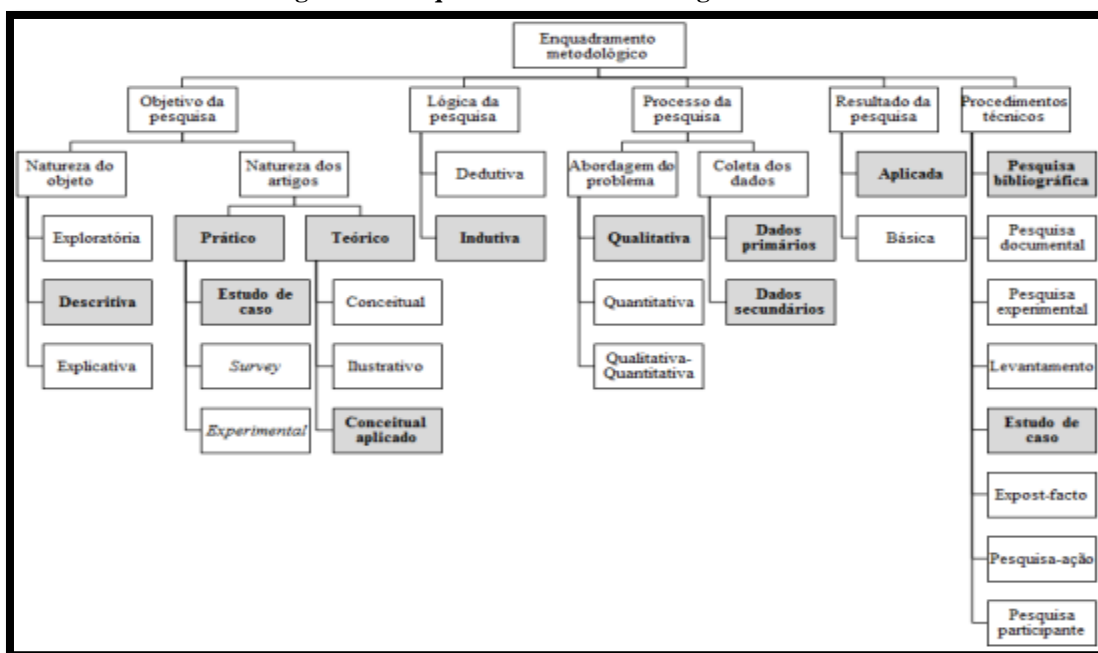 Enquadramento
metodológico
Objetivo da
pesquisa
Lógica da
pesquisa
Processo da
pesquisa
Resultado da
pesquisa
Procedimentos
técnicos
Natureza do
objeto
Natureza dos
artigos
Dedutiva
Abordagem do
problema
Coleta dos
dados
Aplicada
Pesquisa
bibliográfica
Exploratória
Prático
Teórico
Indutiva
Qualitativa
Dados
primários
Básica
Pesquisa
documental
Descritiva
Estudo de
caso
Conceitual
Quantitativa
Dados
secundários
Pesquisa
experimental
Explicativa
Survey
Ilustrativo
Qualitativa-
Quantitativa
Levantamento
Experimental
Conceitual
aplicado
Estudo de
caso
Expost-facto
Pesquisa-ação
Pesquisa
participante